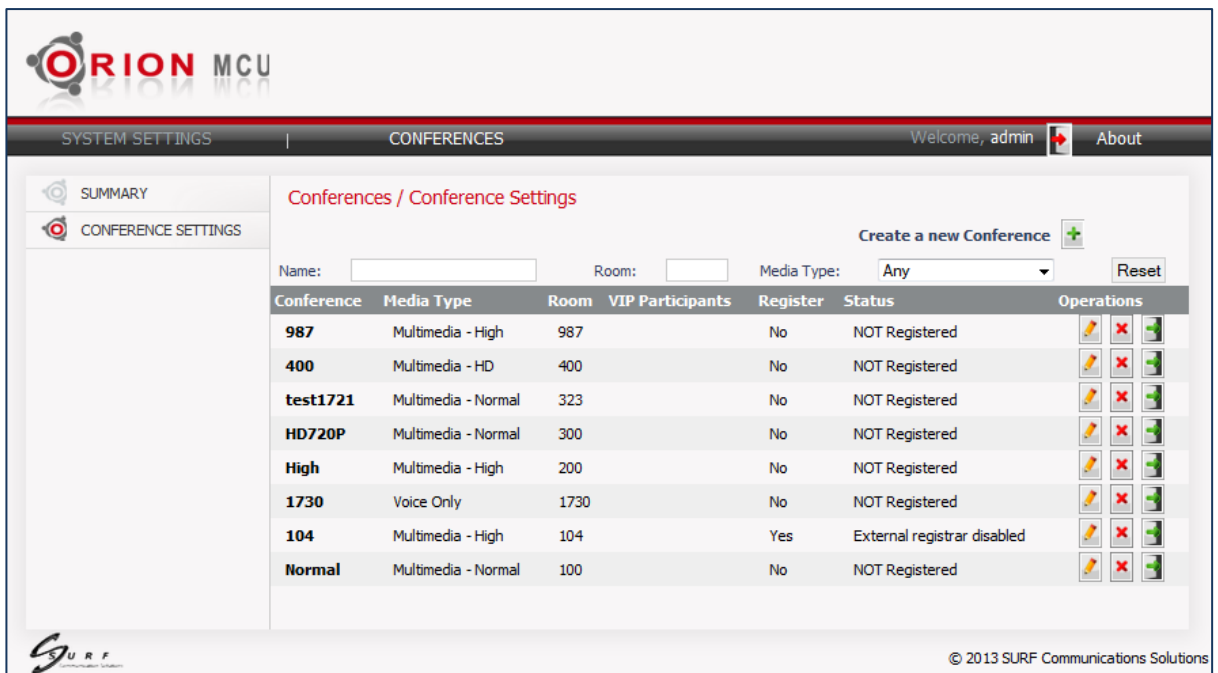 ORION MCU
SYSTEM SETTINGS | CONFERENCES Welcome, admin About
SUMMARY
CONFERENCE SETTINGS
Conferences / Conference Settings
Create a new Conference
Name: Room: Media Type: Any Reset
Conference Media Type Room VIP Participants Register Status Operations
987 Multimedia - High 987 No NOT Registered
400 Multimedia - HD 400 No NOT Registered
test1721 Multimedia - Normal 323 No NOT Registered
HD720P Multimedia - Normal 300 No NOT Registered
High Multimedia - High 200 No NOT Registered
1730 Voice Only 1730 No NOT Registered
104 Multimedia - High 104 Yes External registrar disabled
Normal Multimedia - Normal 100 No NOT Registered
SURF
© 2013 SURF Communications Solutions